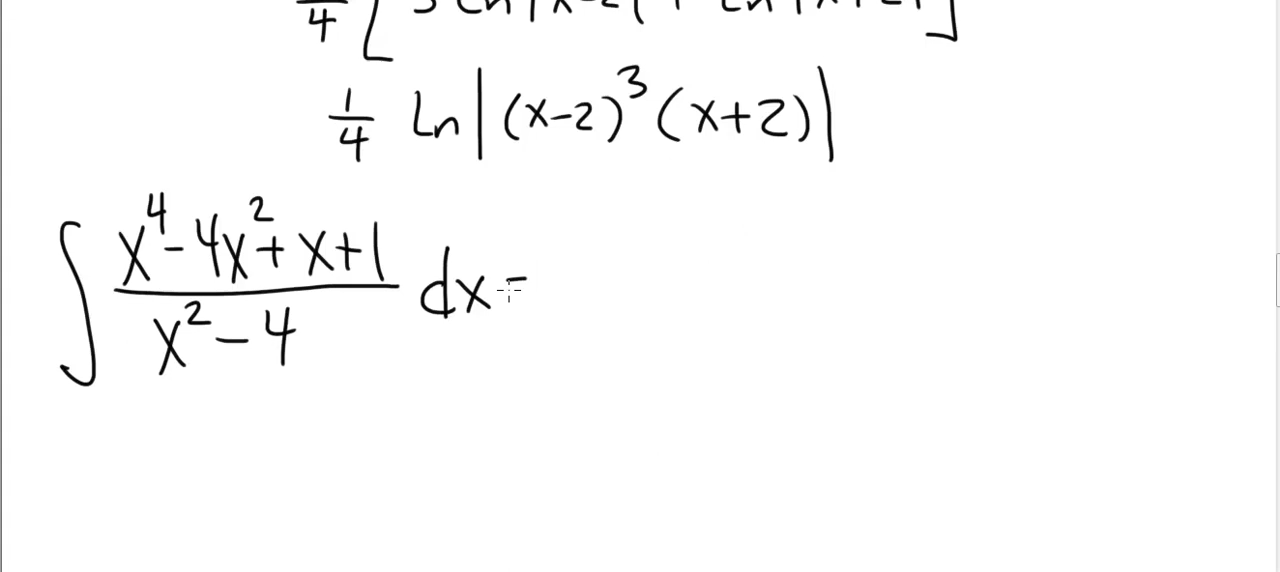 1/4 ln|(x-2)³(x+2)|
∫ (x⁴-4x²+x+1)/(x²-4) dx =